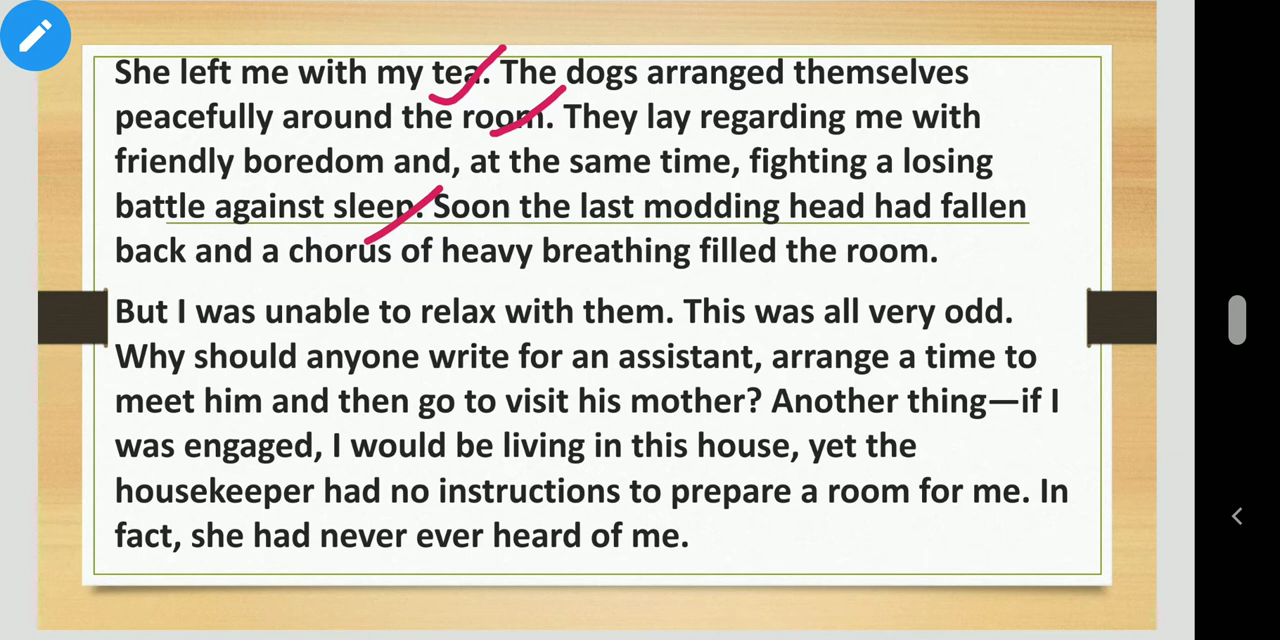 She left me with my tea. The dogs arranged themselves
peacefully around the room. They lay regarding me with
friendly boredom and, at the same time, fighting a losing
battle against sleep. Soon the last modding head had fallen
back and a chorus of heavy breathing filled the room.
But I was unable to relax with them. This was all very odd.
Why should anyone write for an assistant, arrange a time to
meet him and then go to visit his mother? Another thing—if I
was engaged, I would be living in this house, yet the
housekeeper had no instructions to prepare a room for me. In
fact, she had never ever heard of me.